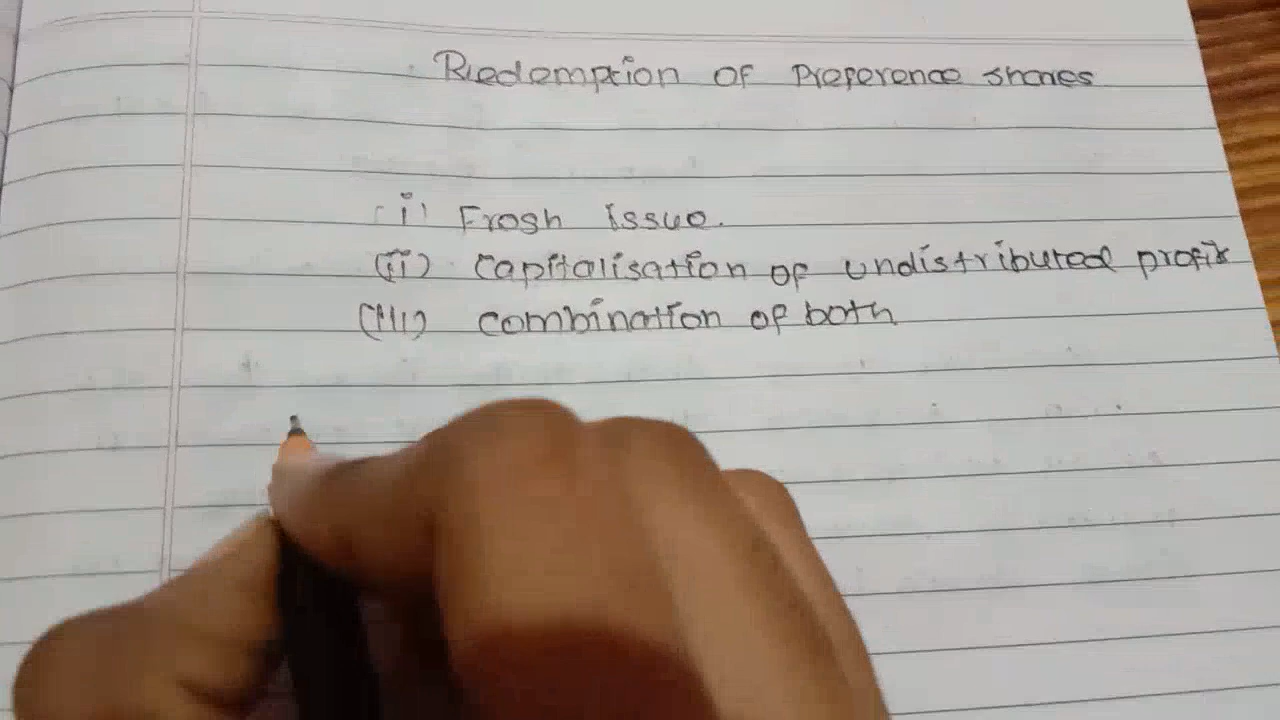 Redemption of Preference shares
(i) Fresh issue.
(ii) capitalisation of undistributed profit
(iii) combination of both